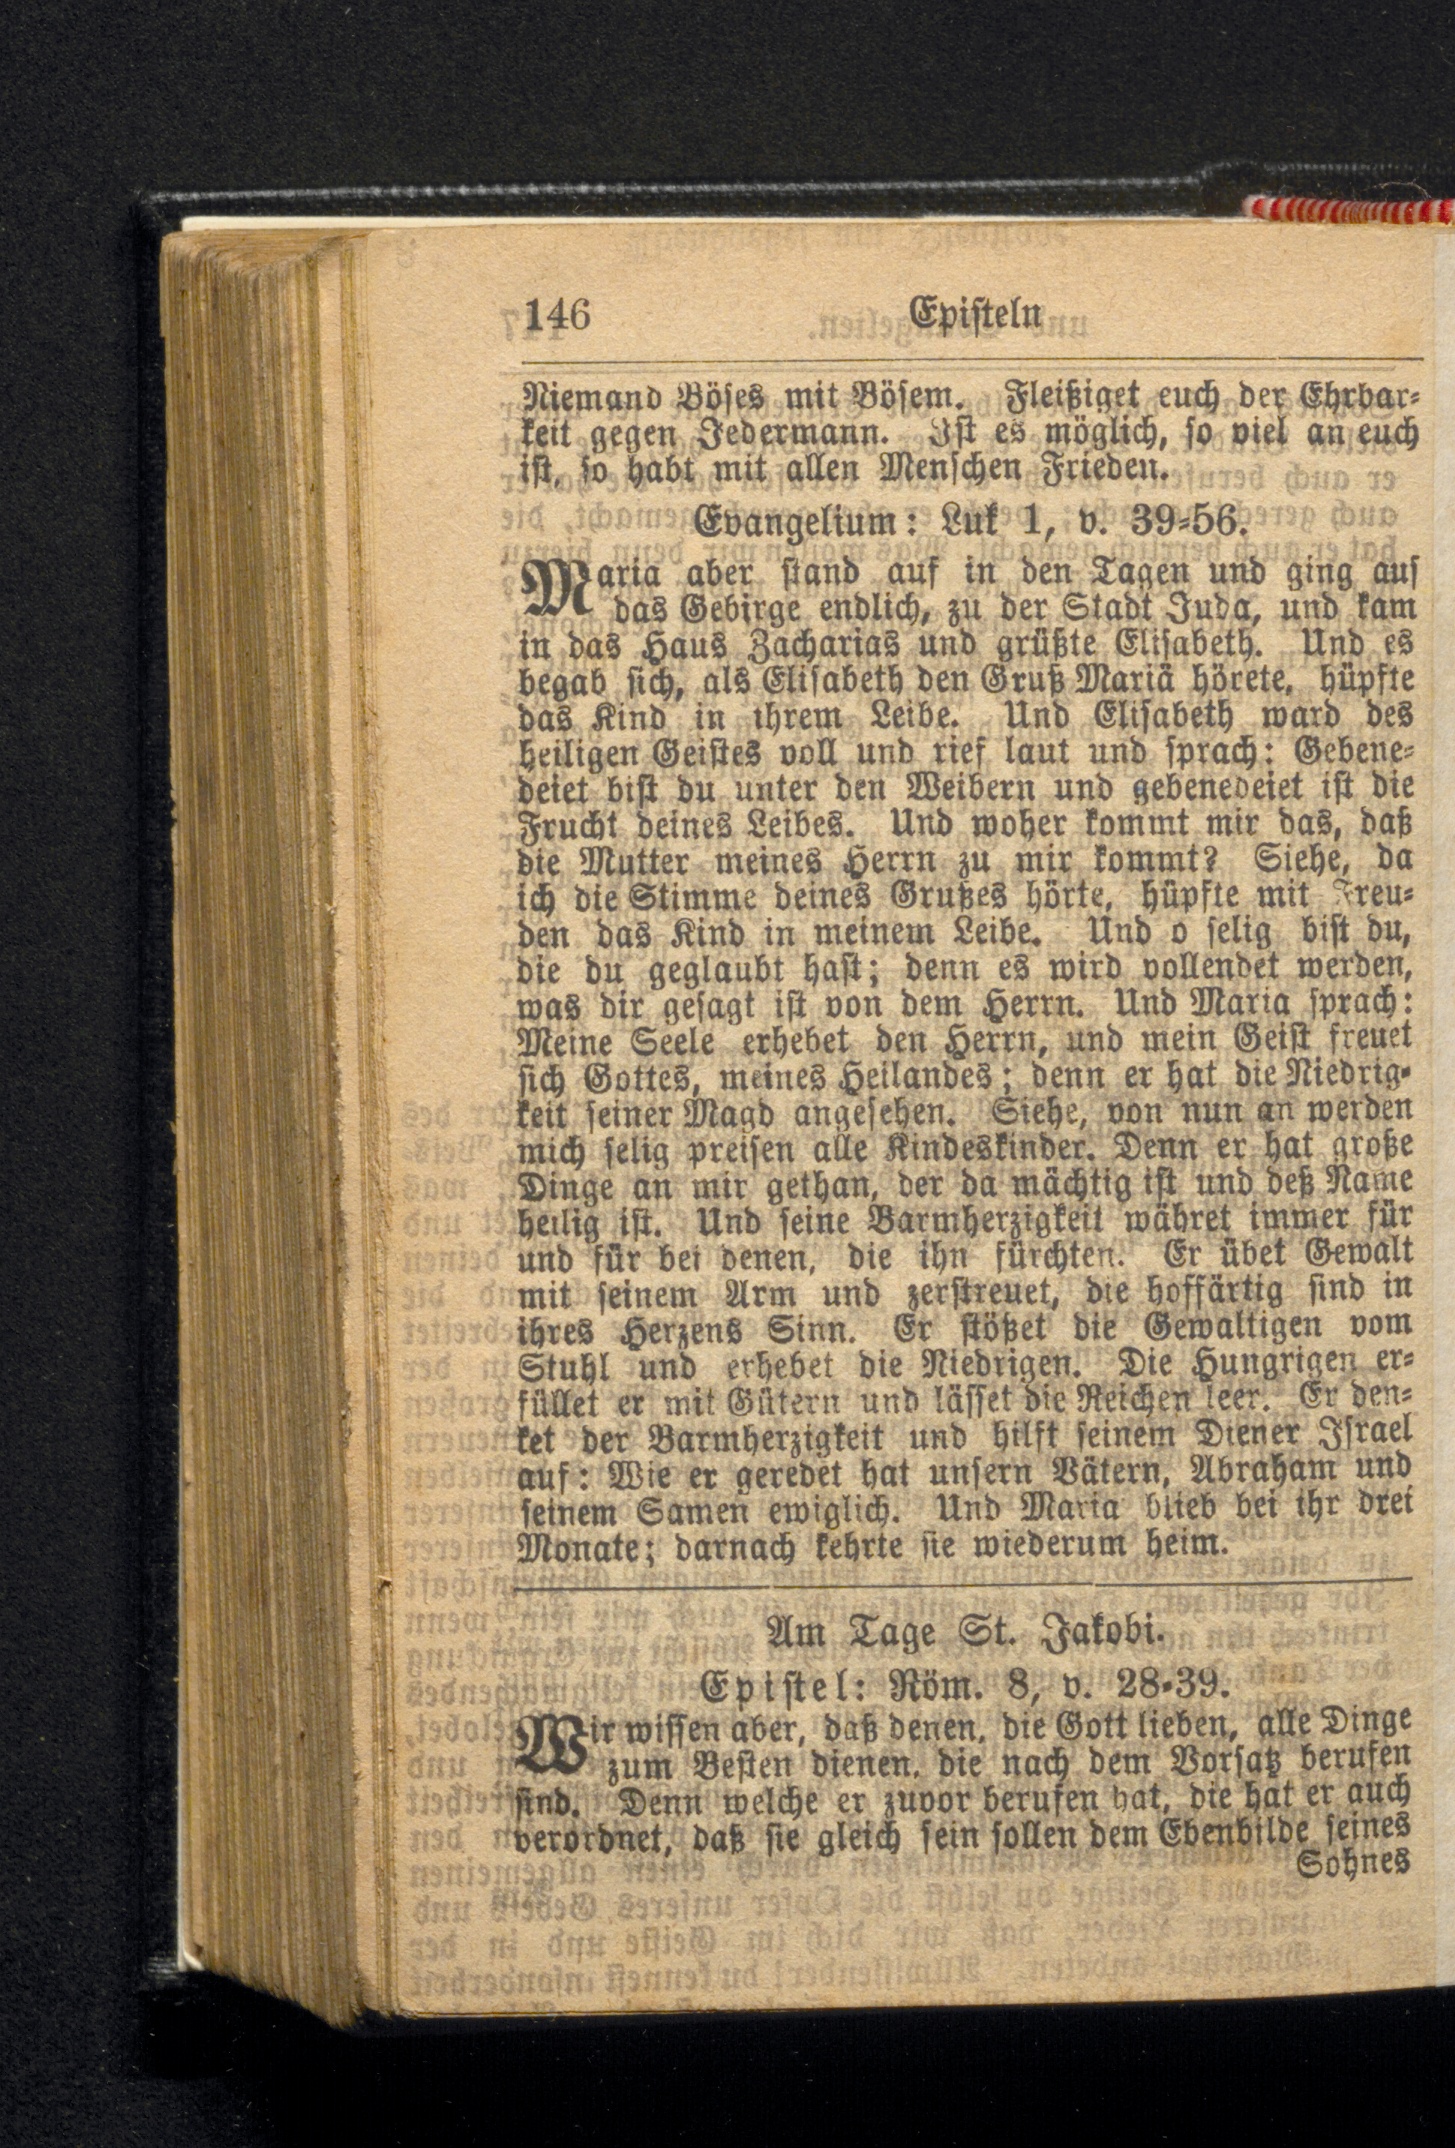 146 Episteln
Niemand Böses mit Bösem. Fleißiget euch der Ehrbar-
keit gegen Jedermann. Ist es möglich, so viel an euch
ist, so habt mit allen Menschen Frieden.
Evangelium: Luk 1, v. 39-56.
Maria aber stand auf in den Tagen und ging auf
das Gebirge endlich, zu der Stadt Juda, und kam
in das Haus Zacharias und grüßte Elisabeth. Und es
begab sich, als Elisabeth den Gruß Mariä hörete, hüpfte
das Kind in ihrem Leibe. Und Elisabeth ward des
heiligen Geistes voll und rief laut und sprach: Gebene-
deiet bist du unter den Weibern und gebenedeiet ist die
Frucht deines Leibes. Und woher kommt mir das, daß
die Mutter meines Herrn zu mir kommt? Siehe, da
ich die Stimme deines Grußes hörte, hüpfte mit Freu-
den das Kind in meinem Leibe. Und o selig bist du,
die du geglaubt hast; denn es wird vollendet werden,
was dir gesagt ist von dem Herrn. Und Maria sprach:
Meine Seele erhebet den Herrn, und mein Geist freuet
sich Gottes, meines Heilandes; denn er hat die Niedrig-
keit seiner Magd angesehen. Siehe, von nun an werden
mich selig preisen alle Kindeskinder. Denn er hat große
Dinge an mir gethan, der da mächtig ist und deß Name
heilig ist. Und seine Barmherzigkeit währet immer für
und für bei denen, die ihn fürchten. Er übet Gewalt
mit seinem Arm und zerstreuet, die hoffärtig sind in
ihres Herzens Sinn. Er stößet die Gewaltigen vom
Stuhl und erhebet die Niedrigen. Die Hungrigen er-
füllet er mit Gütern und lässet die Reichen leer. Er den-
ket der Barmherzigkeit und hilft seinem Diener Israel
auf: Wie er geredet hat unsern Vätern, Abraham und
seinem Samen ewiglich. Und Maria blieb bei ihr drei
Monate; darnach kehrte sie wiederum heim.
Am Tage St. Jakobi.
Epistel: Röm. 8, v. 28-39.
Wir wissen aber, daß denen, die Gott lieben, alle Dinge
zum Besten dienen, die nach dem Vorsatz berufen
sind. Denn welche er zuvor berufen hat, die hat er auch
verordnet, daß sie gleich sein sollen dem Ebenbilde seines
Sohnes